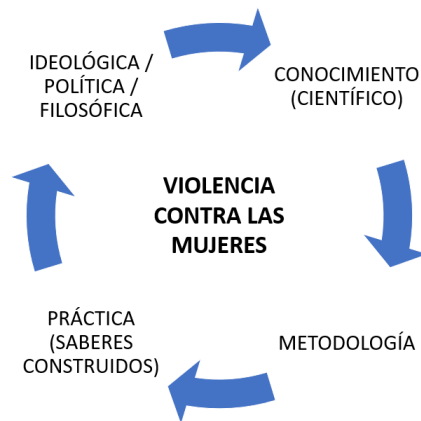 IDEOLÓGICA /
POLÍTICA /
FILOSÓFICA
CONOCIMIENTO
(CIENTÍFICO)
VIOLENCIA
CONTRA LAS
MUJERES
PRÁCTICA
(SABERES
CONSTRUIDOS)
METODOLOGÍA